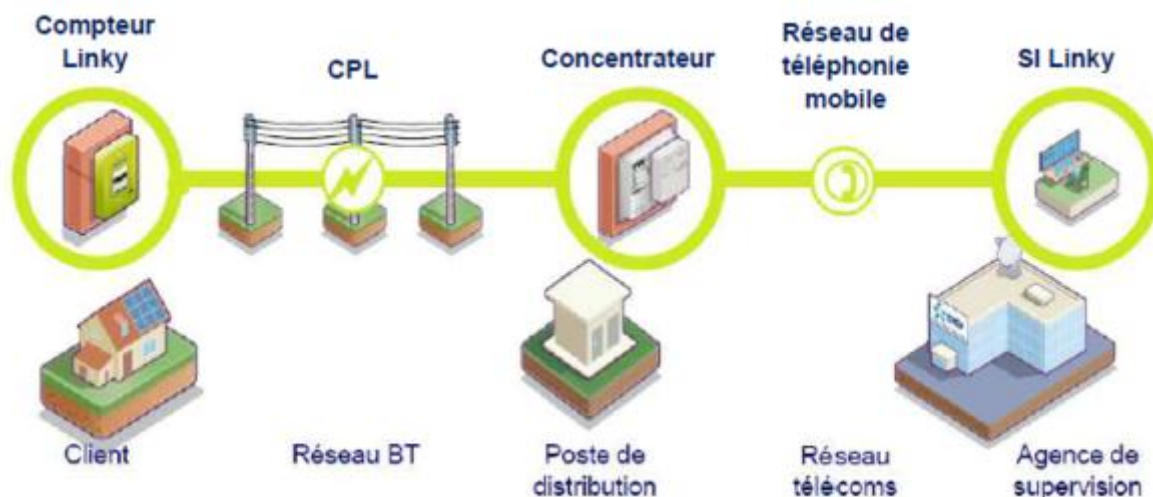 Compteur
Linky
CPL
Concentrateur
Réseau de
téléphonie
mobile
SI Linky
Client
Réseau BT
Poste de
distribution
Réseau
télécoms
Agence de
supervision